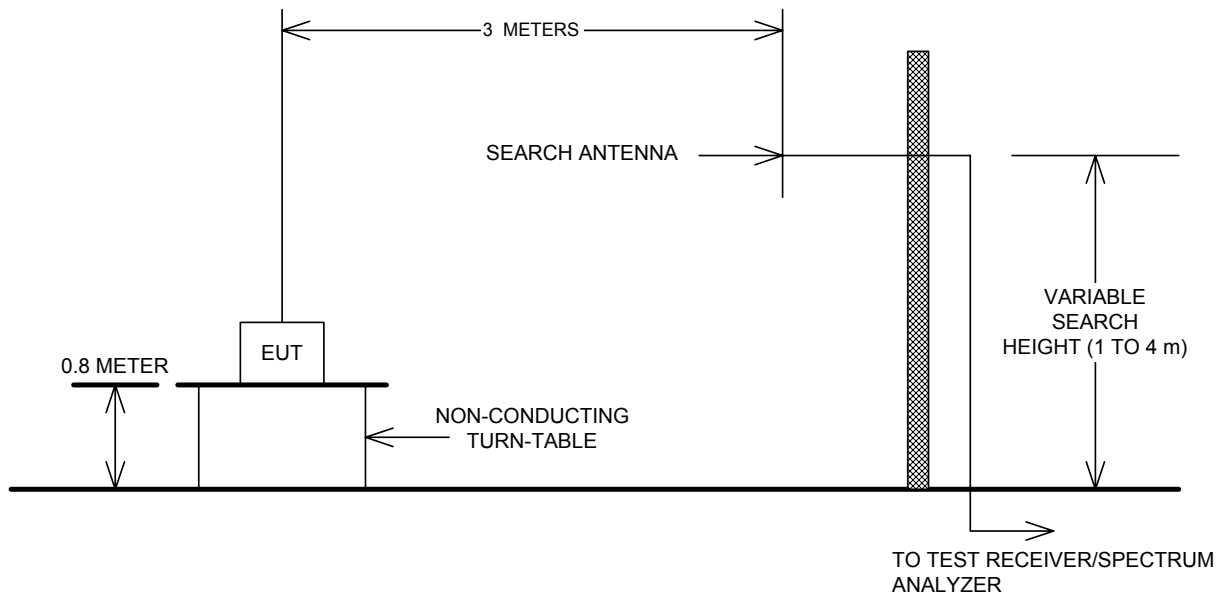 3 METERS
SEARCH ANTENNA
VARIABLE
SEARCH
HEIGHT (1 TO 4 m)
EUT
0.8 METER
NON-CONDUCTING
TURN-TABLE
TO TEST RECEIVER/SPECTRUM
ANALYZER